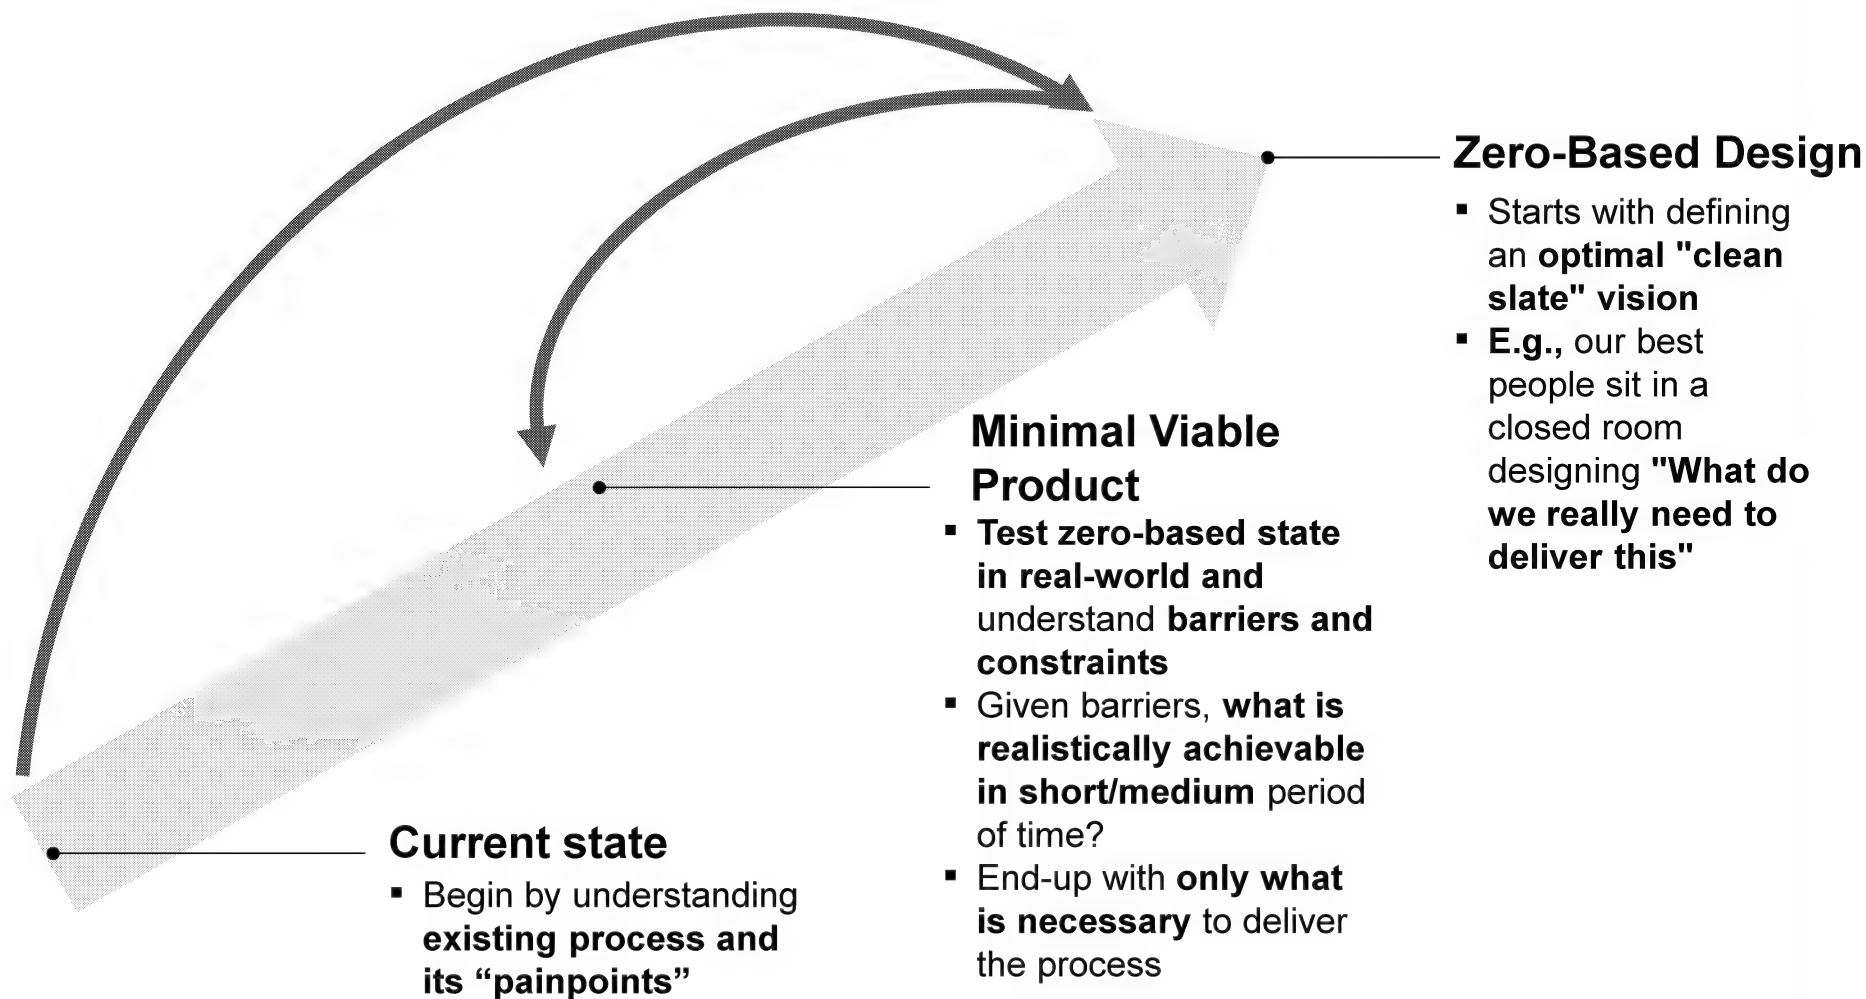 Zero-Based Design
▪ Starts with defining
an optimal "clean
slate" vision
▪ E.g., our best
people sit in a
closed room
designing "What do
we really need to
deliver this"
Minimal Viable
Product
▪ Test zero-based state
in real-world and
understand barriers and
constraints
▪ Given barriers, what is
realistically achievable
in short/medium period
of time?
▪ End-up with only what
is necessary to deliver
the process
Current state
▪ Begin by understanding
existing process and
its “painpoints”